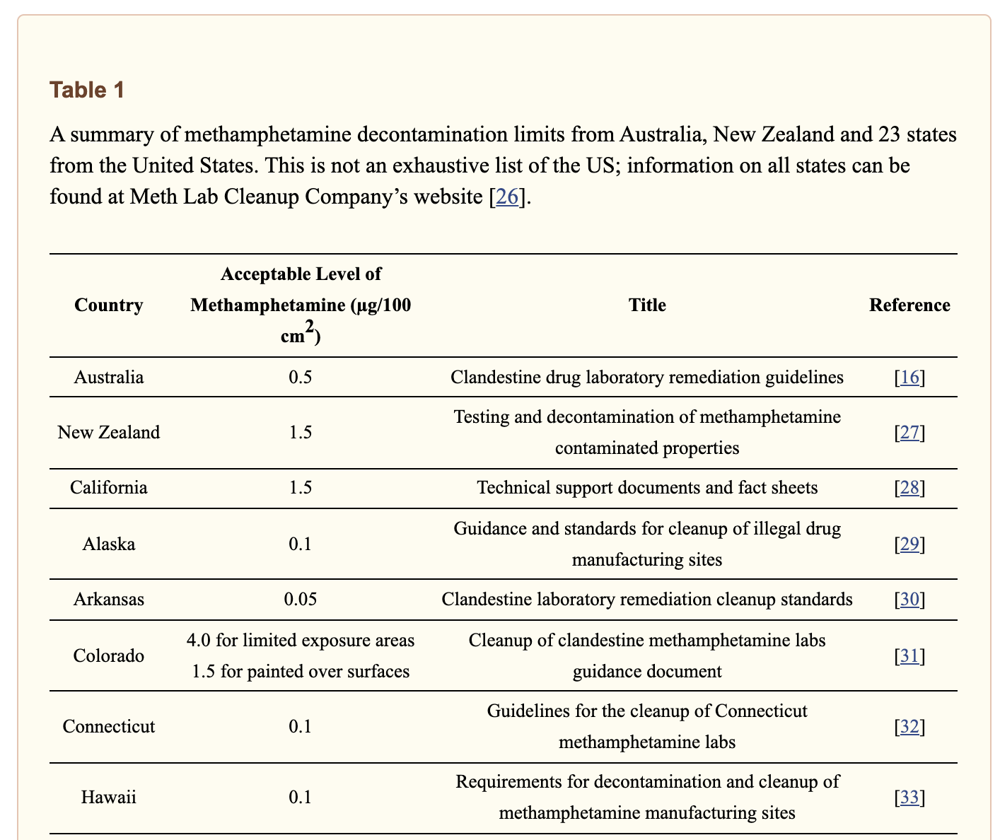 Table 1
A summary of methamphetamine decontamination limits from Australia, New Zealand and 23 states
from the United States. This is not an exhaustive list of the US; information on all states can be
found at Meth Lab Cleanup Company’s website [26].
Country
Acceptable Level of
Methamphetamine (μg/100
cm²)
Title
Reference
Australia 0.5 Clandestine drug laboratory remediation guidelines [16]
New Zealand 1.5 Testing and decontamination of methamphetamine
contaminated properties [27]
California 1.5 Technical support documents and fact sheets [28]
Alaska 0.1 Guidance and standards for cleanup of illegal drug
manufacturing sites [29]
Arkansas 0.05 Clandestine laboratory remediation cleanup standards [30]
Colorado
4.0 for limited exposure areas
1.5 for painted over surfaces
Cleanup of clandestine methamphetamine labs
guidance document
[31]
Connecticut 0.1 Guidelines for the cleanup of Connecticut
methamphetamine labs [32]
Hawaii 0.1 Requirements for decontamination and cleanup of
methamphetamine manufacturing sites [33]